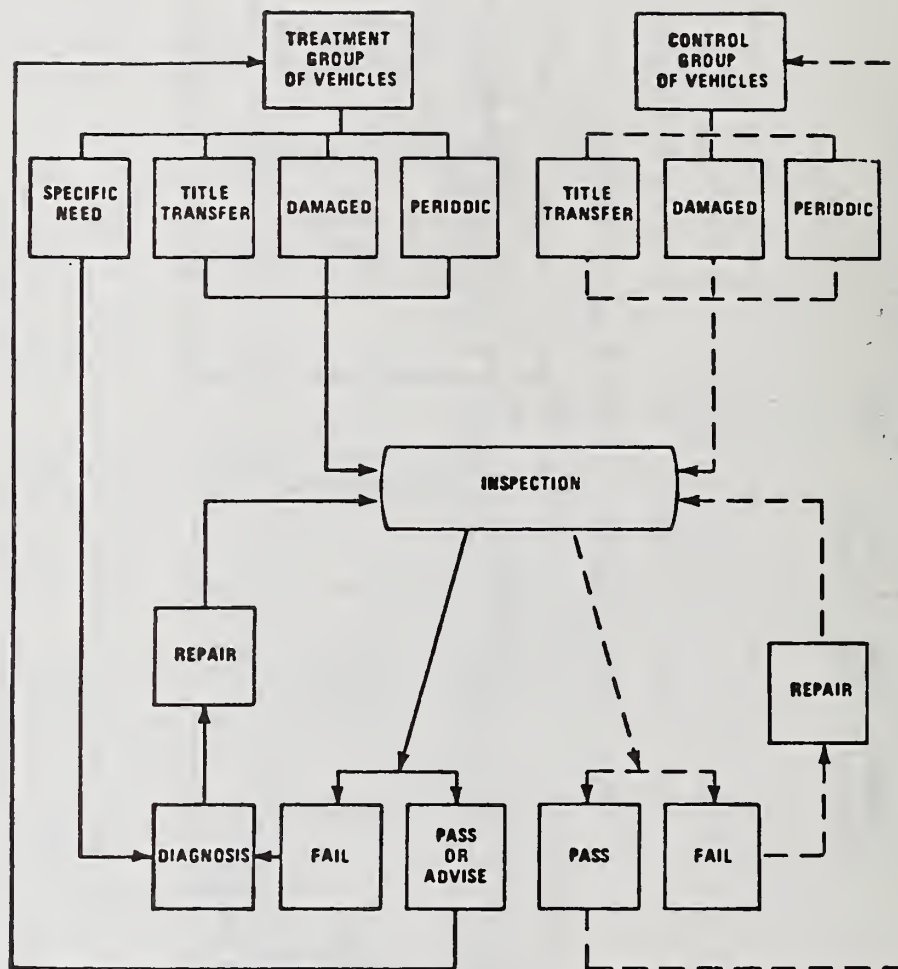 TREATMENT
GROUP
OF VEHICLES
CONTROL
GROUP
OF VEHICLES
SPECIFIC
NEED
TITLE
TRANSFER
DAMAGED
PERIDDIC
TITLE
TRANSFER
DAMAGED
PERIDDIC
INSPECTION
REPAIR
REPAIR
DIAGNOSIS
FAIL
PASS
OR
ADVISE
PASS
FAIL